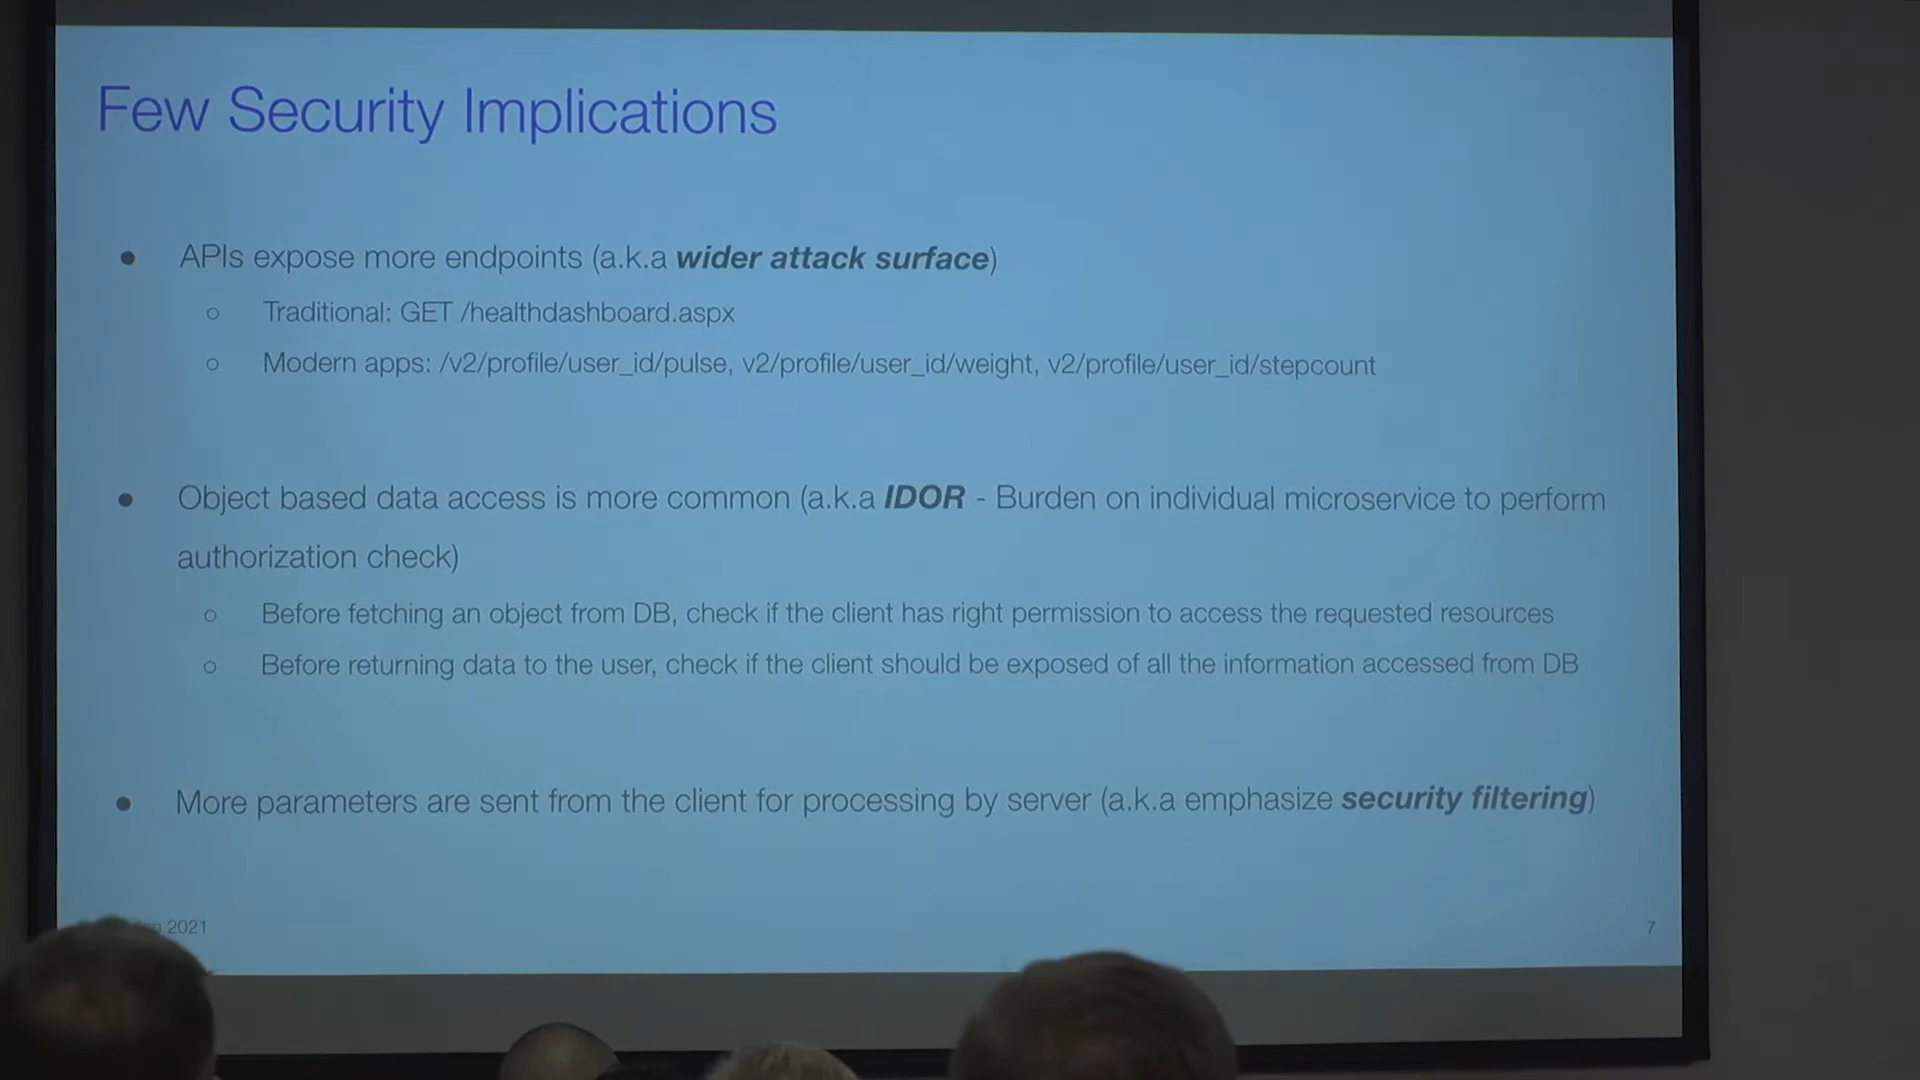 Few Security Implications
● APIs expose more endpoints (a.k.a wider attack surface)
○ Traditional: GET /healthdashboard.aspx
○ Modern apps: /v2/profile/user_id/pulse, v2/profile/user_id/weight, v2/profile/user_id/stepcount
● Object based data access is more common (a.k.a IDOR - Burden on individual microservice to perform
authorization check)
○ Before fetching an object from DB, check if the client has right permission to access the requested resources
○ Before returning data to the user, check if the client should be exposed of all the information accessed from DB
● More parameters are sent from the client for processing by server (a.k.a emphasize security filtering)
2021
7